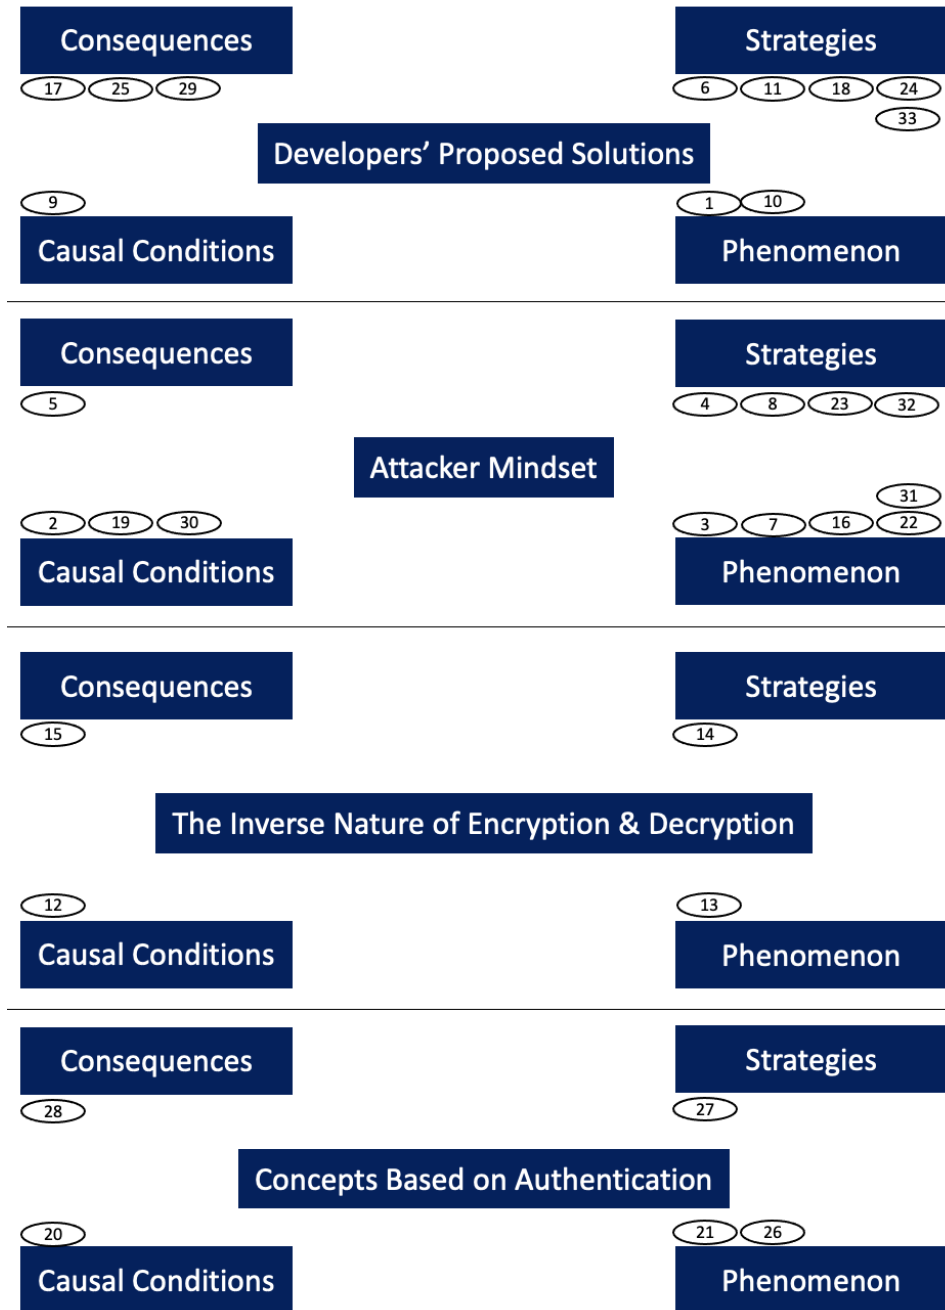 Consequences Strategies
17 25 29 6 11 18 24
33
Developers' Proposed Solutions
9 1 10
Causal Conditions Phenomenon
Consequences Strategies
5 4 8 23 32
Attacker Mindset
31
2 19 30 3 7 16 22
Causal Conditions Phenomenon
Consequences Strategies
15 14
The Inverse Nature of Encryption & Decryption
12 13
Causal Conditions Phenomenon
Consequences Strategies
28 27
Concepts Based on Authentication
20 21 26
Causal Conditions Phenomenon